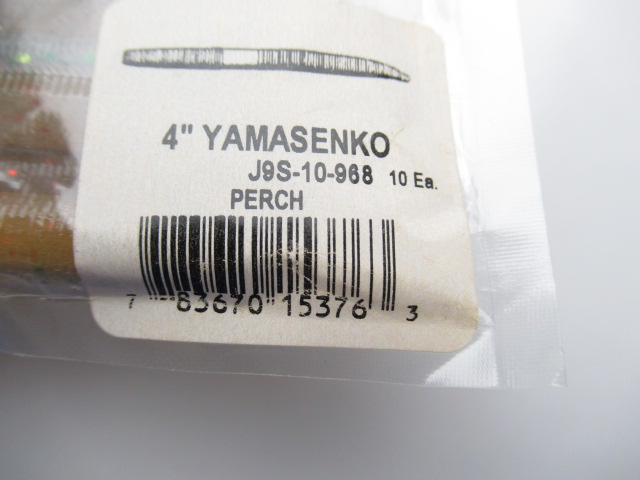 4" YAMASENKO
J9S-10-968 10 Ea.
PERCH
7 83670 15376 3